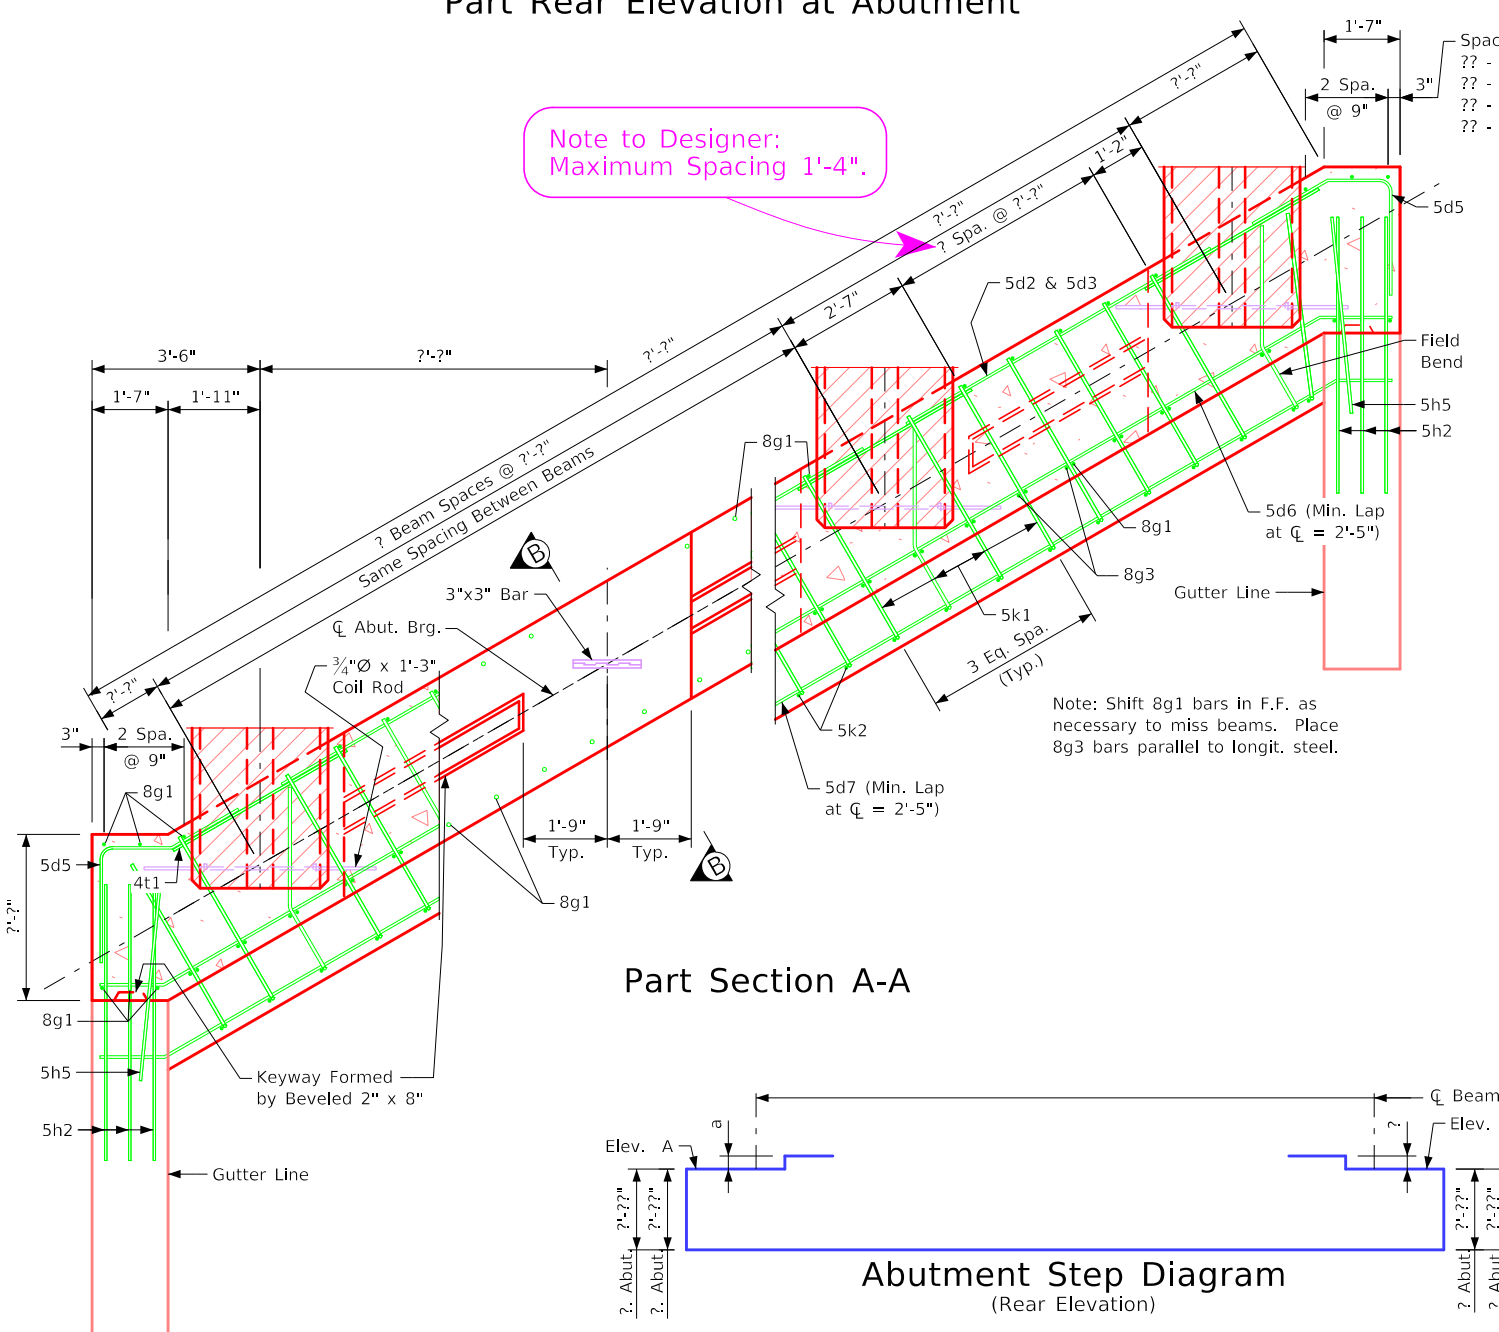 Part Rear Elevation at Abutment
1'-7"
Spac
?? -
?? -
?? -
?? -
2 Spa.
@ 9"
3"
?'-?"
Note to Designer:
Maximum Spacing 1'-4".
1'-2"
?'-?"
? Spa. @ ?'-?"
5d5
2'-7"
5d2 & 5d3
?'-?"
3'-6"
?'-?"
1'-7"
1'-11"
Field
Bend
5h5
5h2
? Beam Spaces @ ?'-?"
Same Spacing Between Beams
8g1
5d6 (Min. Lap
at ℄ = 2'-5")
8g1
B
8g3
3"x3" Bar
Gutter Line
5k1
℄ Abut. Brg.
3 Eq. Spa.
(Typ.)
¾"Ø x 1'-3"
Coil Rod
?'-?"
Note: Shift 8g1 bars in F.F. as
necessary to miss beams. Place
8g3 bars parallel to longit. steel.
3"
2 Spa.
@ 9"
5k2
8g1
5d7 (Min. Lap
at ℄ = 2'-5")
1'-9"
Typ.
1'-9"
Typ.
5d5
4t1
B
8g1
?'-?"
Part Section A-A
8g1
5h5
Keyway Formed
by Beveled 2" x 8"
5h2
Gutter Line
℄ Beam
a
?
Elev. A
Elev.
?'-??"
?'-??"
?'-??"
?'-??"
Abutment Step Diagram
(Rear Elevation)
?. Abut.
?. Abut.
? Abut.
? Abut.